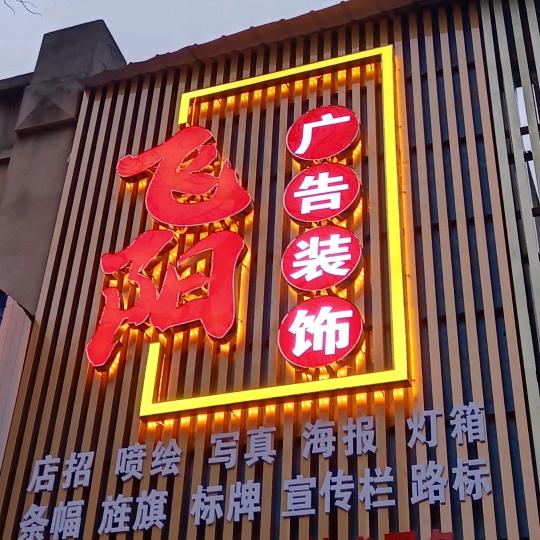 飞阳
广告装饰
店招 喷绘 写真 海报 灯箱
条幅 旌旗 标牌 宣传栏 路标